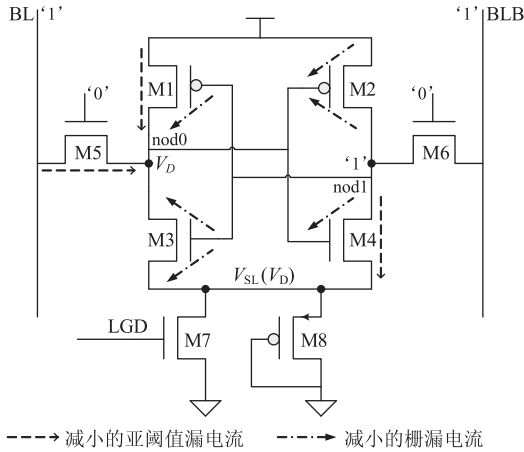 BL '1'
'1' BLB
M1
M2
'0'
'0'
nod0
M5
V_D
'1'
M6
nod1
M3
M4
V_SL(V_D)
LGD
M7
M8
减小的亚阈值漏电流
减小的栅漏电流